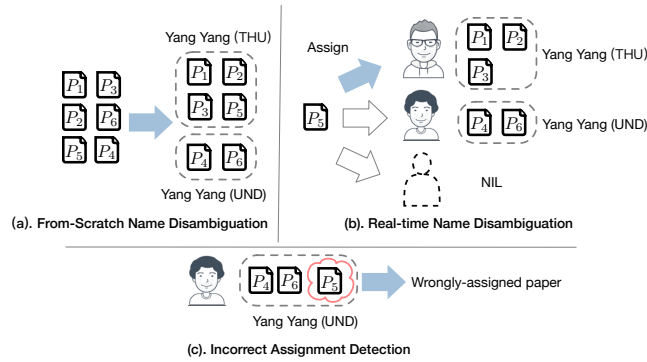 Yang Yang (THU)
P1 P3
P2 P6
P5 P4
P1 P2
P3 P5
P4 P6
Yang Yang (UND)
(a). From-Scratch Name Disambiguation
Assign
P5
P1 P2
P3
Yang Yang (THU)
P4 P6
Yang Yang (UND)
NIL
(b). Real-time Name Disambiguation
P4 P6 P5
Wrongly-assigned paper
Yang Yang (UND)
(c). Incorrect Assignment Detection